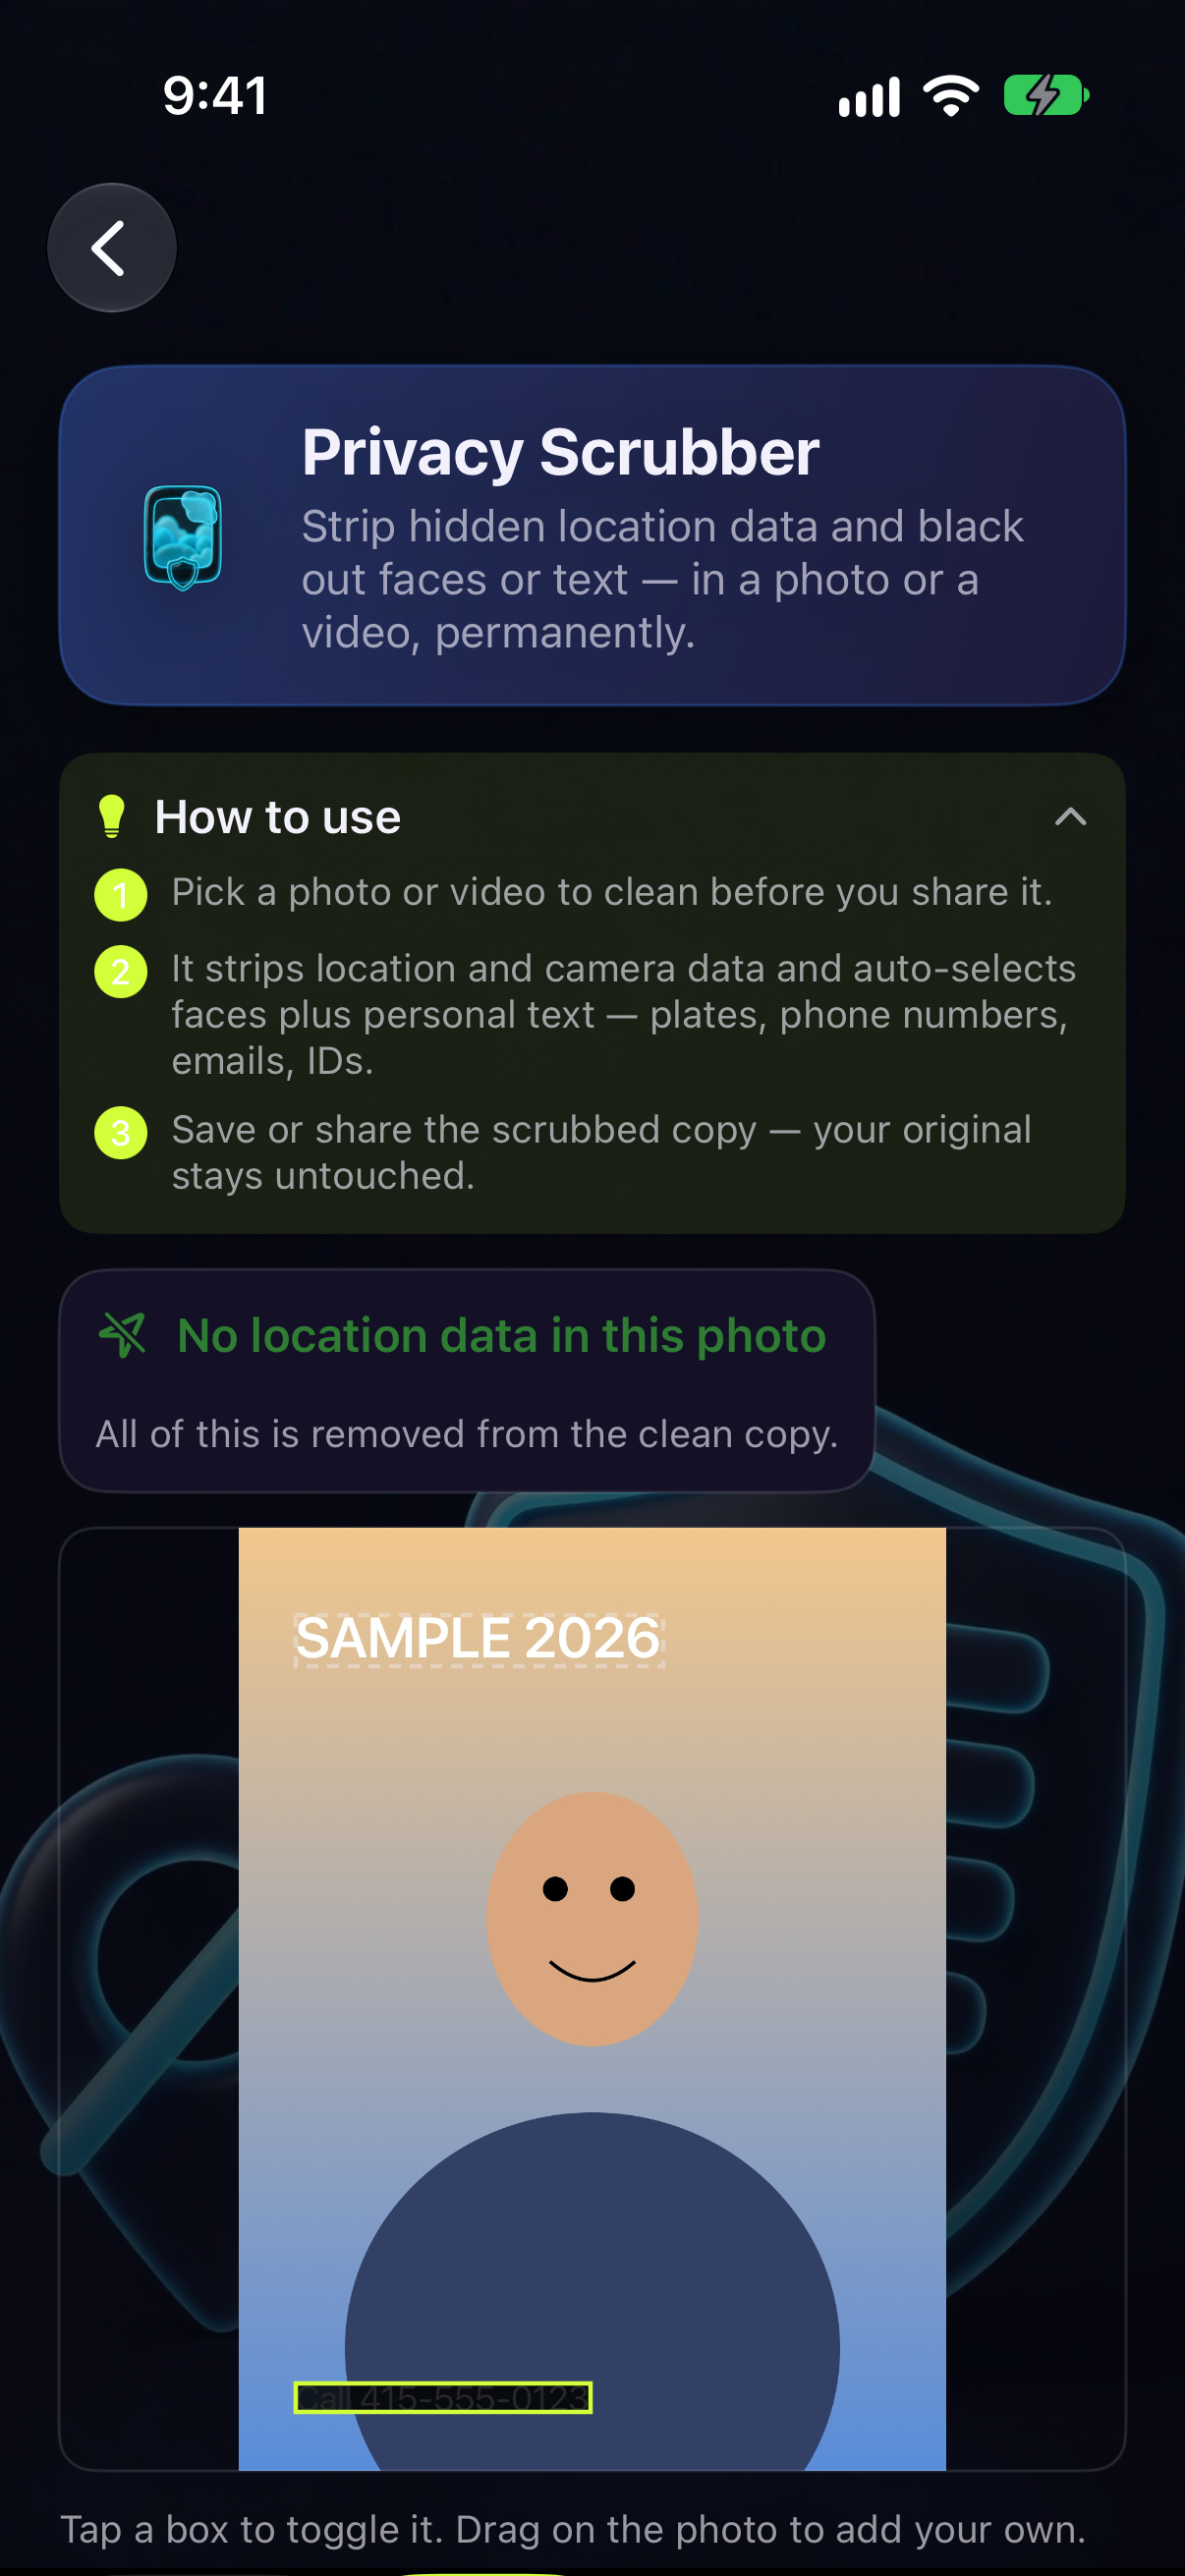 9:41
Privacy Scrubber
Strip hidden location data and black
out faces or text — in a photo or a
video, permanently.
How to use
1 Pick a photo or video to clean before you share it.
2 It strips location and camera data and auto-selects
faces plus personal text — plates, phone numbers,
emails, IDs.
3 Save or share the scrubbed copy — your original
stays untouched.
No location data in this photo
All of this is removed from the clean copy.
SAMPLE 2026
Call 415-555-0123
Tap a box to toggle it. Drag on the photo to add your own.